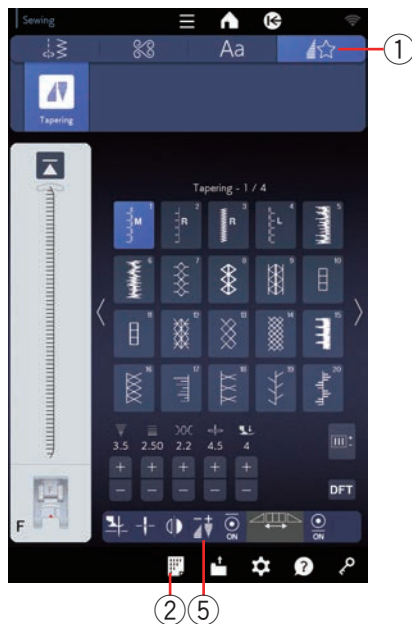 Sewing
Aa
①
Tapering
Tapering - 1 / 4
1 2 3 4 5
M R R L
6 7 8 9 10
11 12 13 14 15
16 17 18 19 20
3.5 2.50 2.2 4.5 4
+ + + + +
− − − − −
DFT
F
ON ON
?
② ⑤